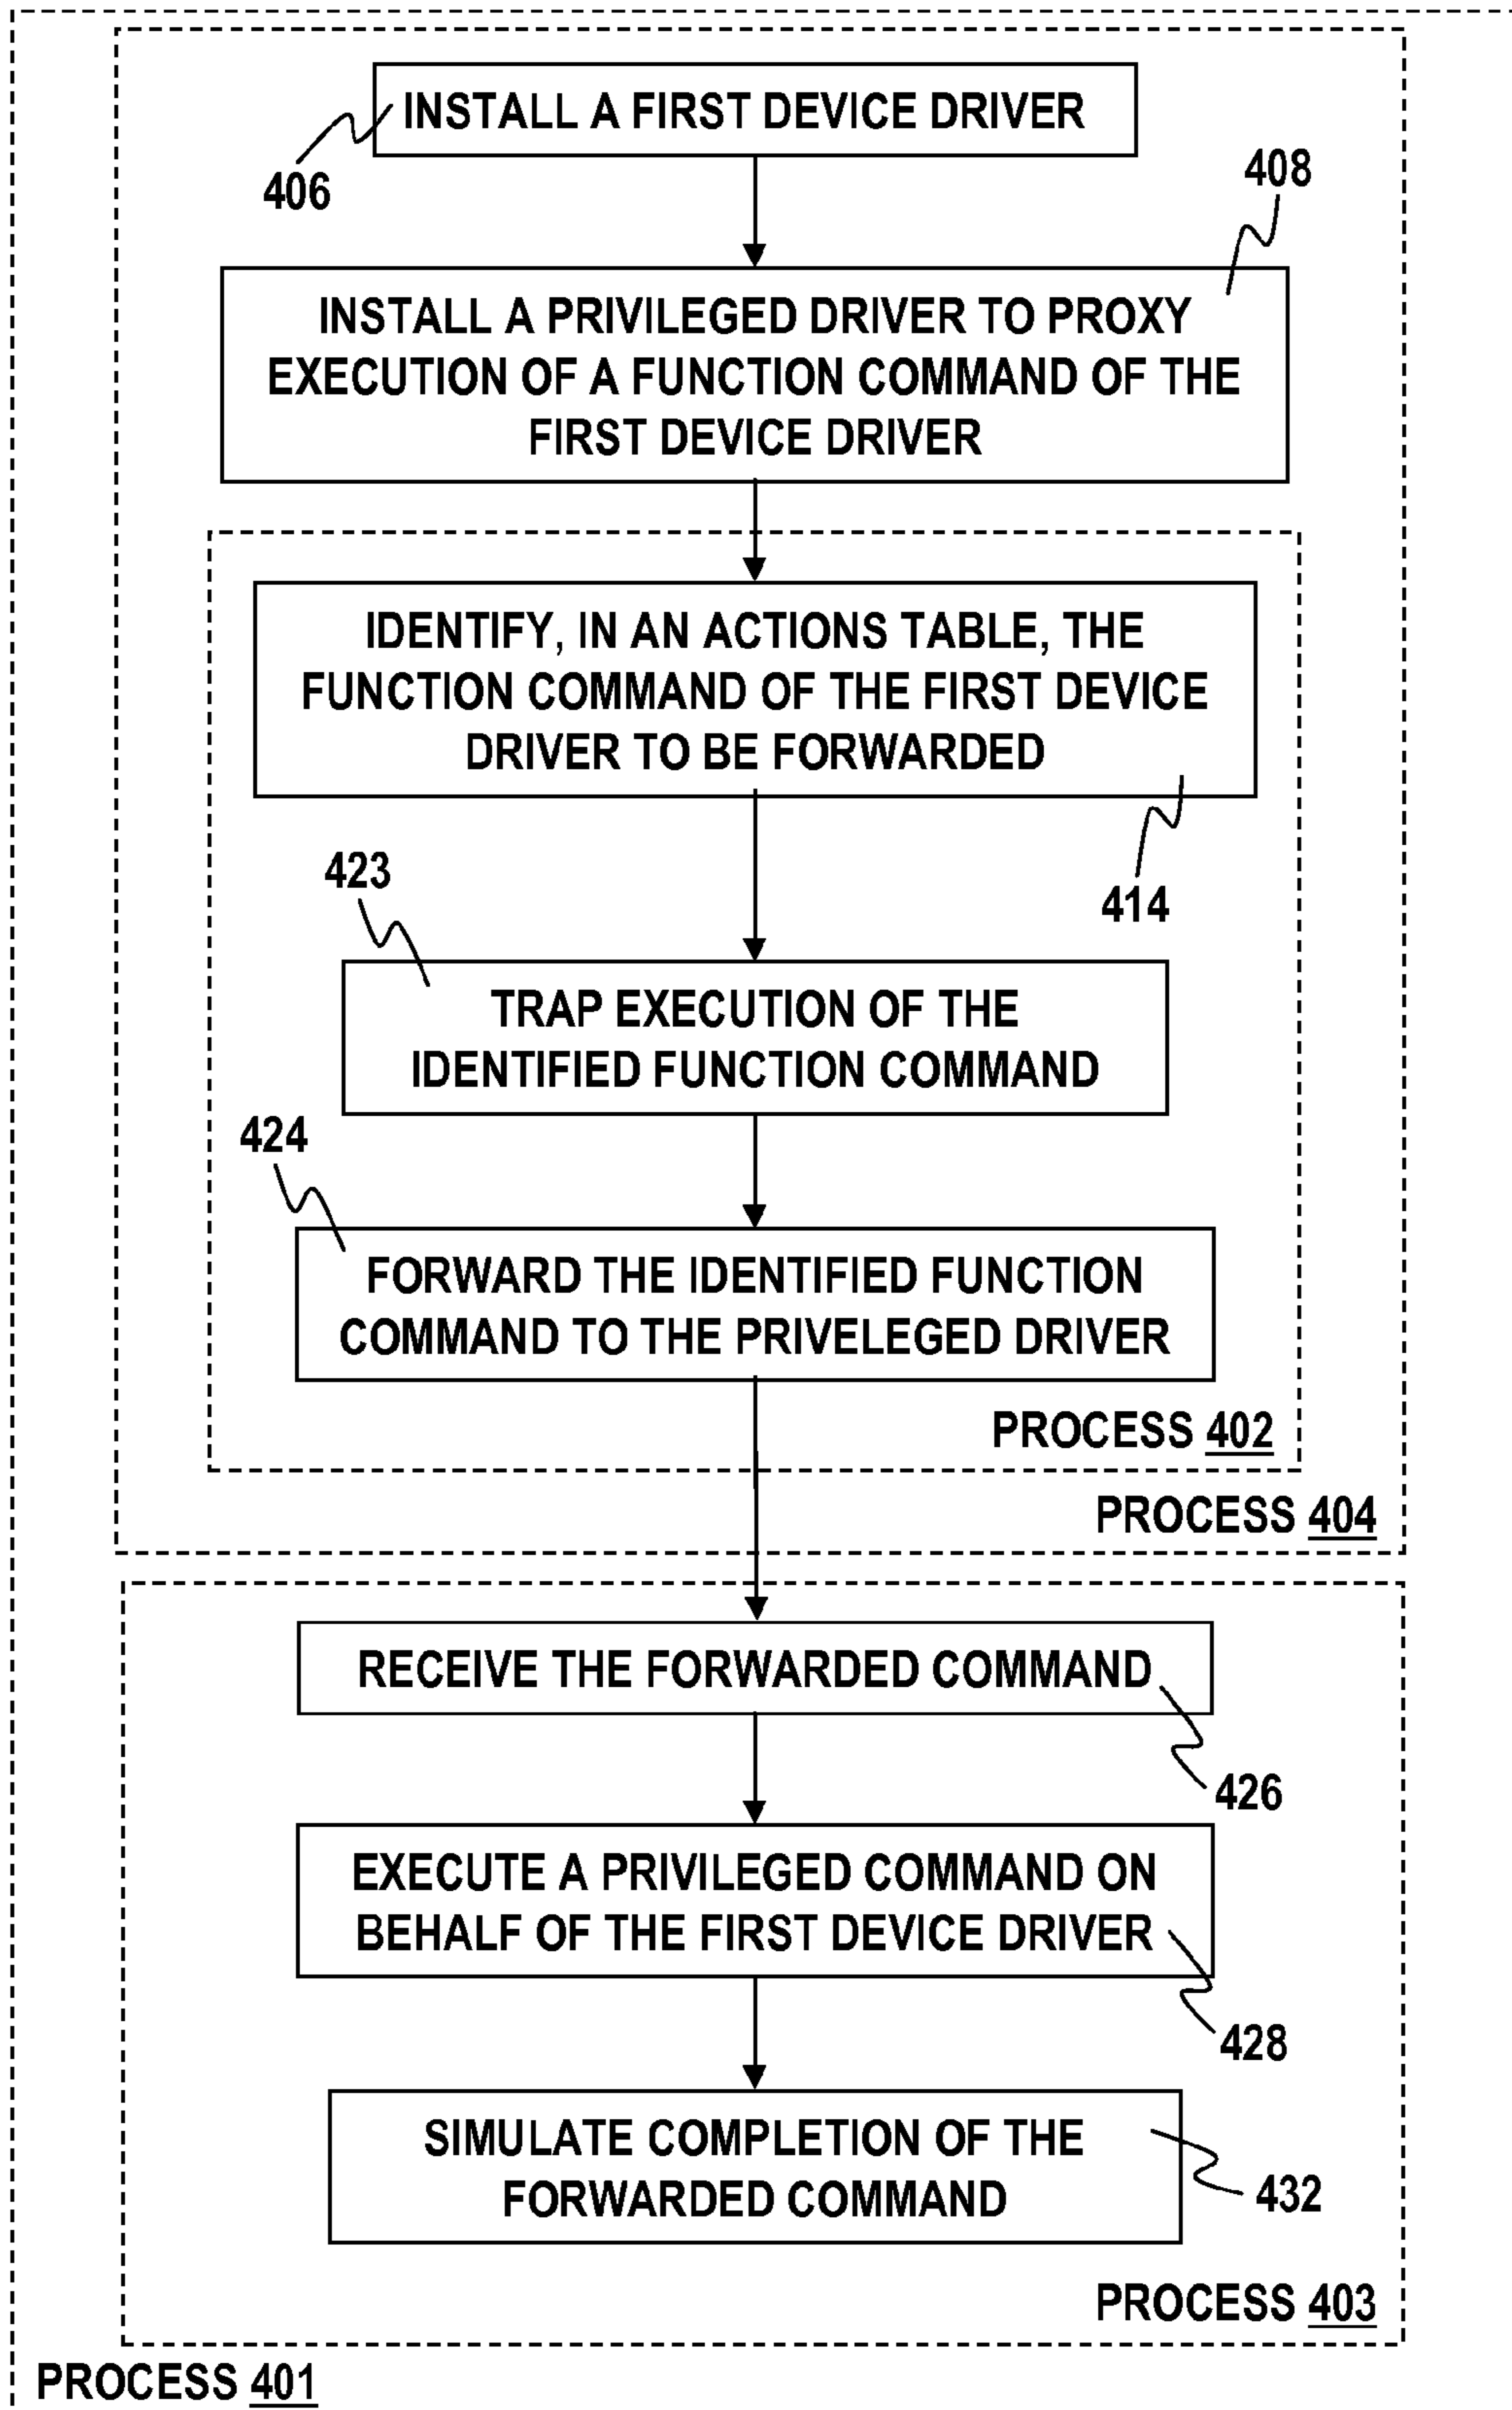 INSTALL A FIRST DEVICE DRIVER
406
408
INSTALL A PRIVILEGED DRIVER TO PROXY
EXECUTION OF A FUNCTION COMMAND OF THE
FIRST DEVICE DRIVER
IDENTIFY, IN AN ACTIONS TABLE, THE
FUNCTION COMMAND OF THE FIRST DEVICE
DRIVER TO BE FORWARDED
414
423
TRAP EXECUTION OF THE
IDENTIFIED FUNCTION COMMAND
424
FORWARD THE IDENTIFIED FUNCTION
COMMAND TO THE PRIVELEGED DRIVER
PROCESS 402
PROCESS 404
RECEIVE THE FORWARDED COMMAND
426
EXECUTE A PRIVILEGED COMMAND ON
BEHALF OF THE FIRST DEVICE DRIVER
428
SIMULATE COMPLETION OF THE
FORWARDED COMMAND
432
PROCESS 403
PROCESS 401